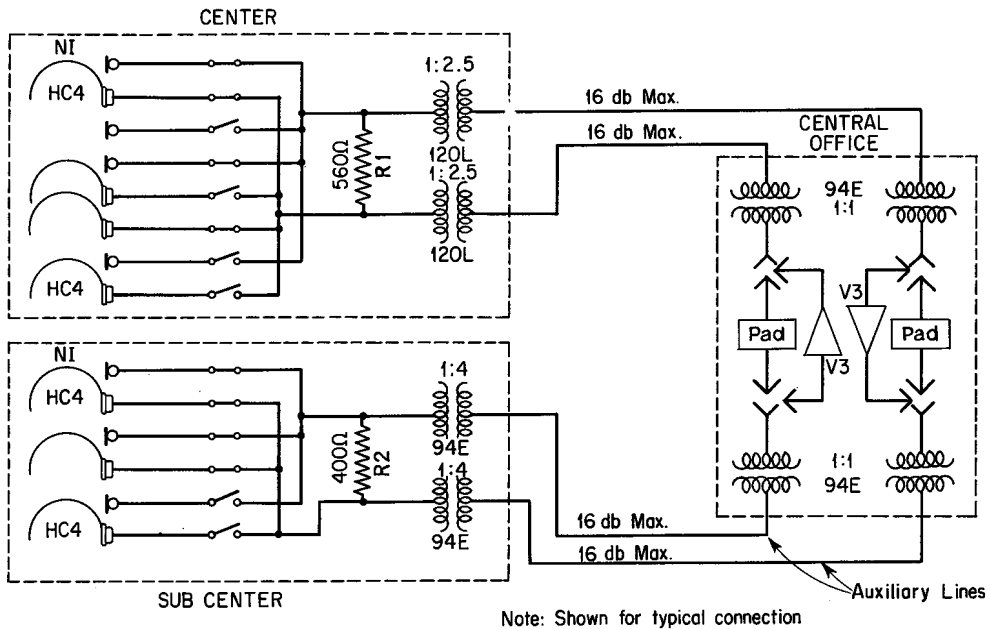 CENTER
NI
HC4
HC4
560Ω
R1
1:2.5
120L
1:2.5
120L
16 db Max.
16 db Max.
CENTRAL
OFFICE
94E
1:1
V3
Pad
Pad
V3
1:1
94E
NI
HC4
HC4
400Ω
R2
1:4
94E
1:4
94E
16 db Max.
16 db Max.
Auxiliary Lines
SUB CENTER
Note: Shown for typical connection